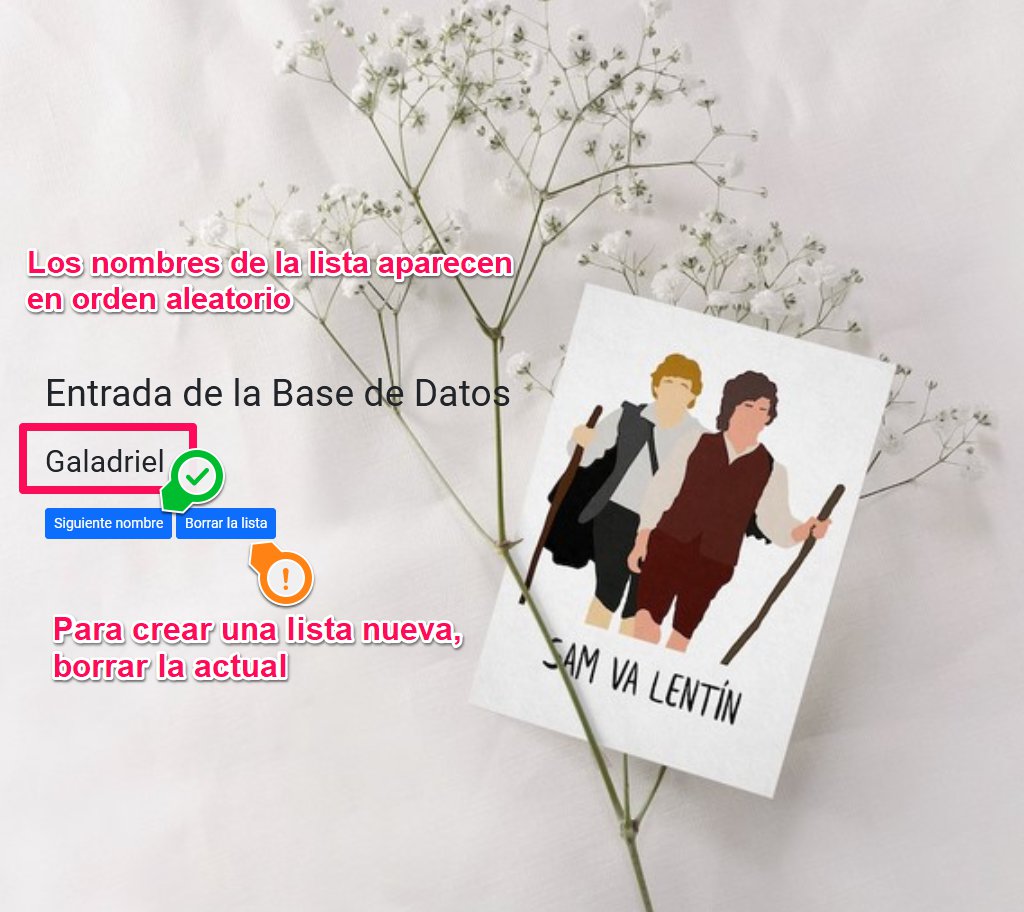 Los nombres de la lista aparecen
en orden aleatorio
Entrada de la Base de Datos
Galadriel
Siguiente nombre Borrar la lista
Para crear una lista nueva,
borrar la actual
SAM VA LENTÍN